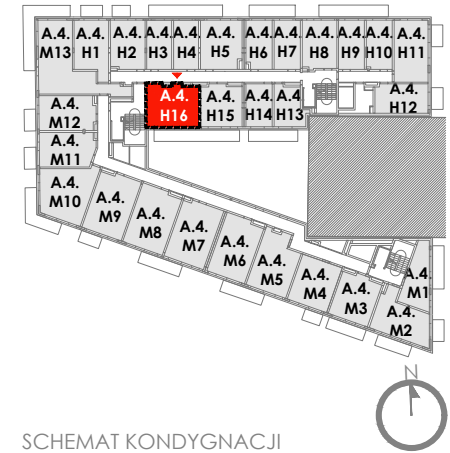 A.4. M13
A.4. H1
A.4. H2
A.4. H3
A.4. H4
A.4. H5
A.4. H6
A.4. H7
A.4. H8
A.4. H9
A.4. H10
A.4. H11
A.4. H12
A.4. H16
A.4. H15
A.4. H14
A.4. H13
A.4. M12
A.4. M11
A.4. M10
A.4. M9
A.4. M8
A.4. M7
A.4. M6
A.4. M5
A.4. M4
A.4. M3
A.4. M2
A.4. M1
N
SCHEMAT KONDYGNACJI